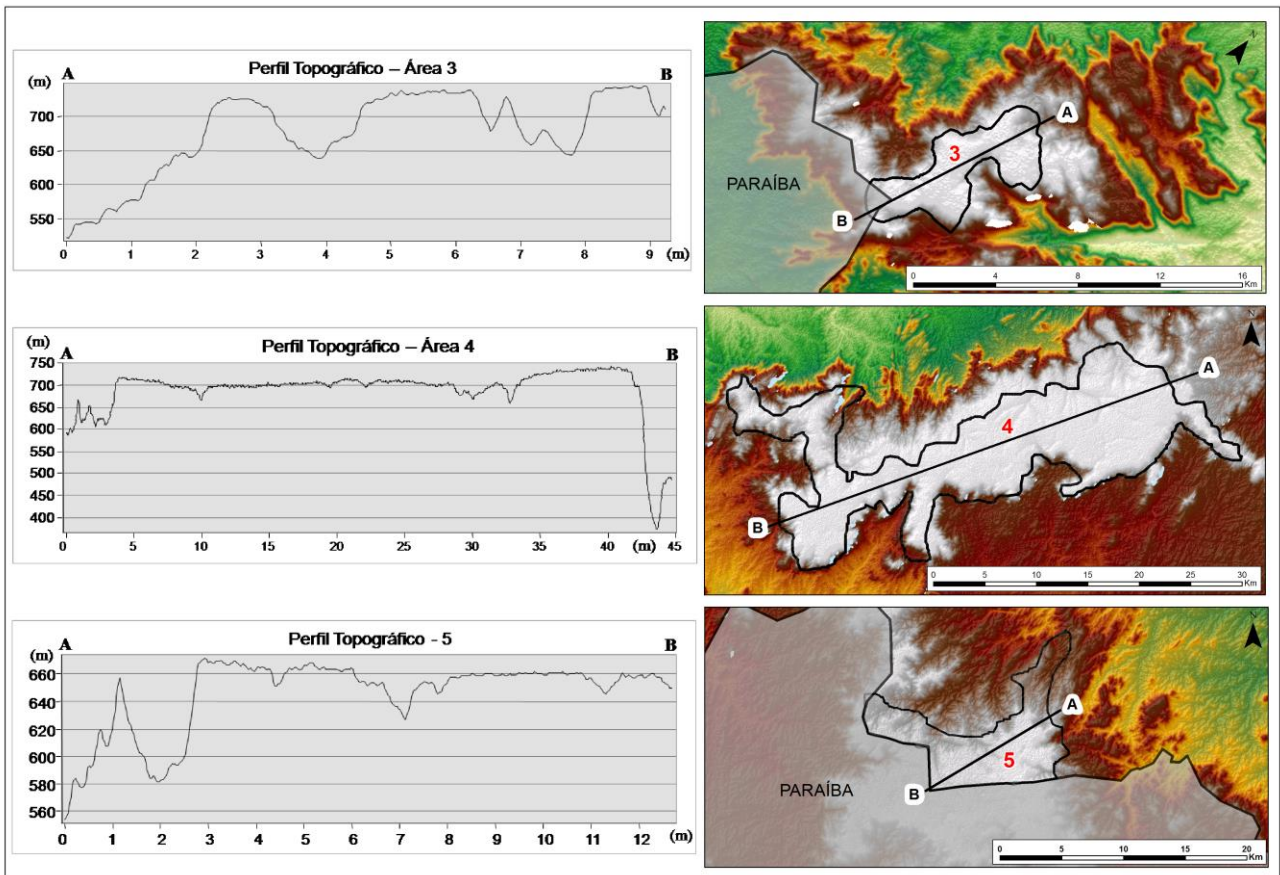 Perfil Topográfico – Área 3
(m) A B
700
650
600
550
0 1 2 3 4 5 6 7 8 9 (m)
A
3
PARAÍBA
B
0 4 8 12 16
Km
Perfil Topográfico – Área 4
(m) A B
750
700
650
600
500
450
400
0 5 10 15 20 25 30 35 40 (m) 45
N
A
4
B
0 5 10 15 20 25 30
Km
Perfil Topográfico - 5
A B
(m)
660
640
620
600
580
560
0 1 2 3 4 5 6 7 8 9 10 11 12 (m)
N
A
5
PARAÍBA
B
0 5 10 15 20
Km